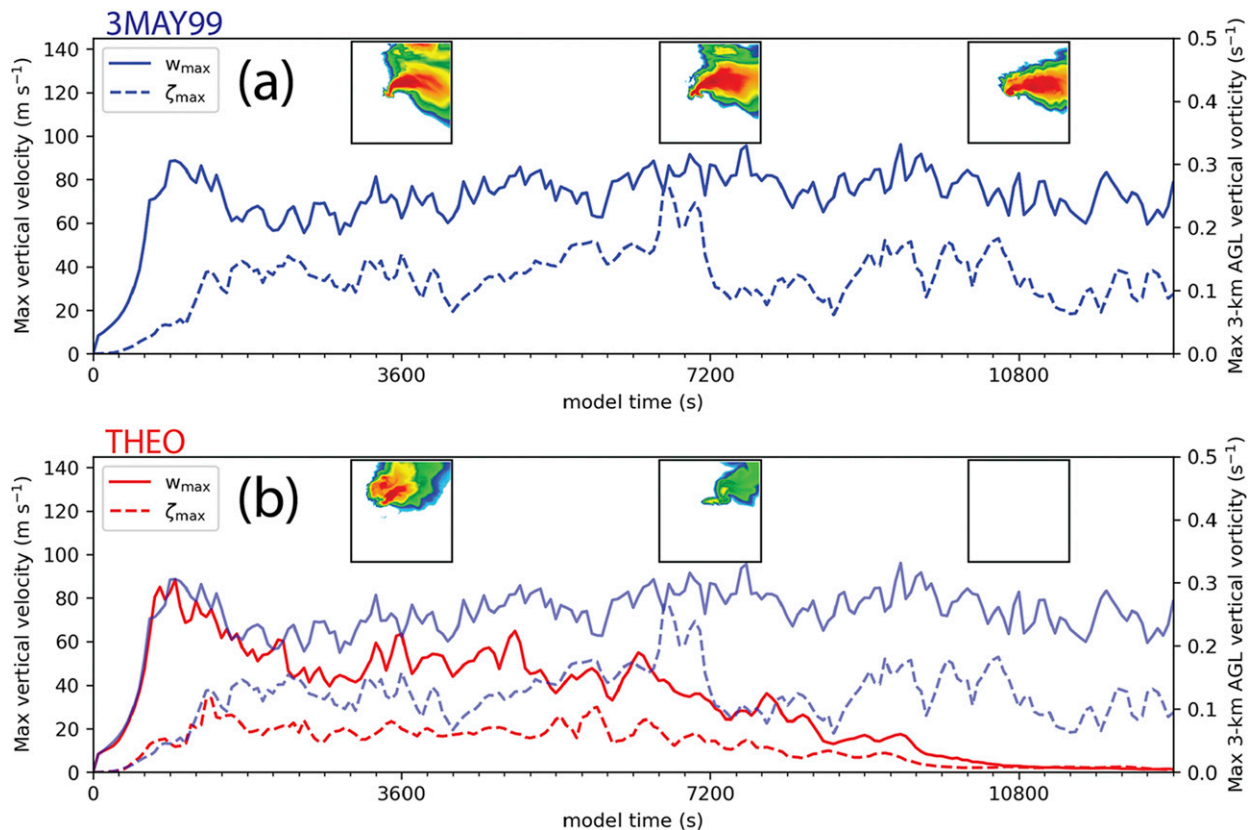 3MAY99
(a)
w_max
ζ_max
Max vertical velocity (m s⁻¹)
140
120
100
80
60
40
20
0
Max 3-km AGL vertical vorticity (s⁻¹)
0.5
0.4
0.3
0.2
0.1
0.0
0 3600 7200 10800
model time (s)
THEO
(b)
w_max
ζ_max
Max vertical velocity (m s⁻¹)
140
120
100
80
60
40
20
0
Max 3-km AGL vertical vorticity (s⁻¹)
0.5
0.4
0.3
0.2
0.1
0.0
0 3600 7200 10800
model time (s)